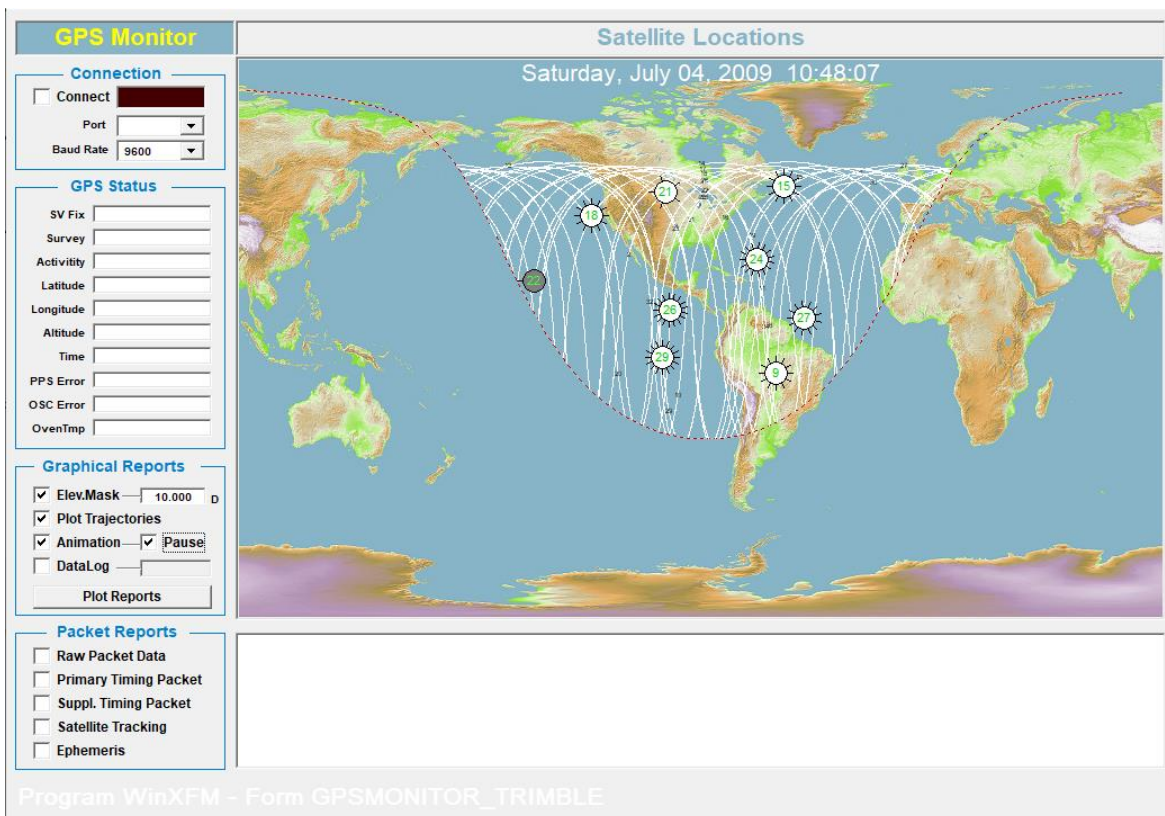 GPS Monitor
Satellite Locations
Connection
Connect
Port
Baud Rate 9600
GPS Status
SV Fix
Survey
Activitity
Latitude
Longitude
Altitude
Time
PPS Error
OSC Error
OvenTmp
Graphical Reports
Elev.Mask 10.000 D
Plot Trajectories
Animation Pause
DataLog
Plot Reports
Packet Reports
Raw Packet Data
Primary Timing Packet
Suppl. Timing Packet
Satellite Tracking
Ephemeris
Saturday, July 04, 2009 10:48:07
15
21
18
24
22
26
27
29
9
Program WinXFM - Form GPSMONITOR_TRIMBLE